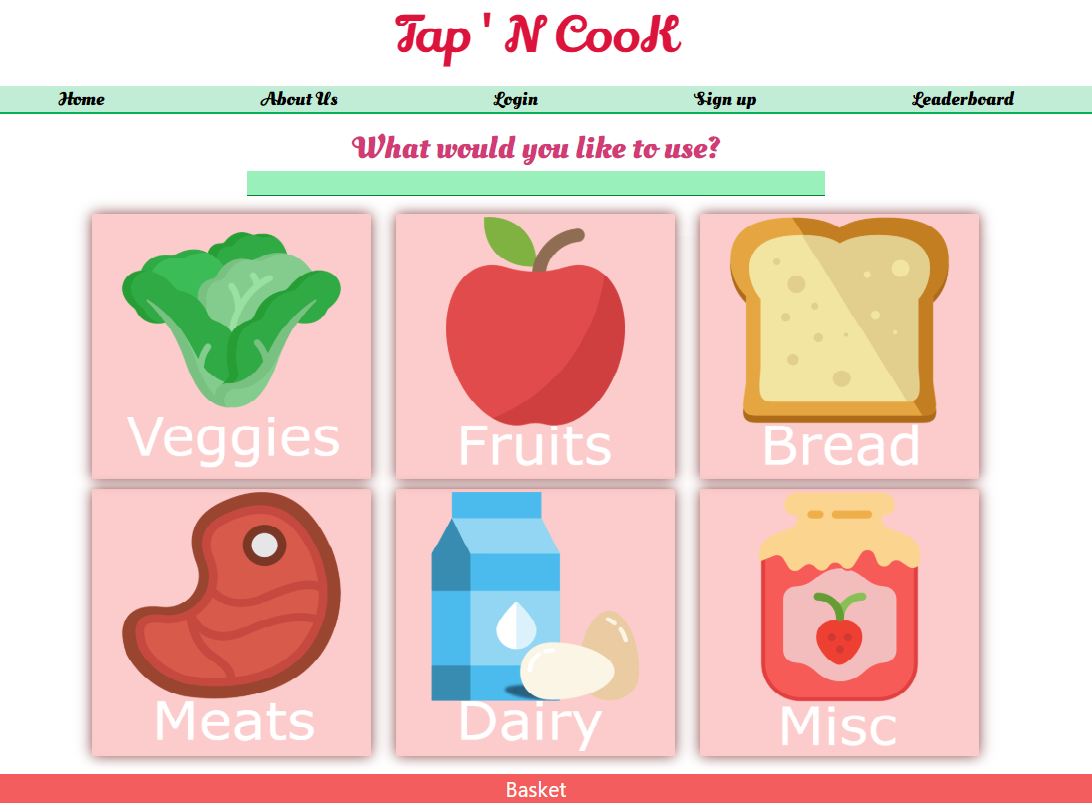 Tap ' N CooK
Home About Us Login Sign up Leaderboard
What would you like to use?
Veggies Fruits Bread
Meats Dairy Misc
Basket